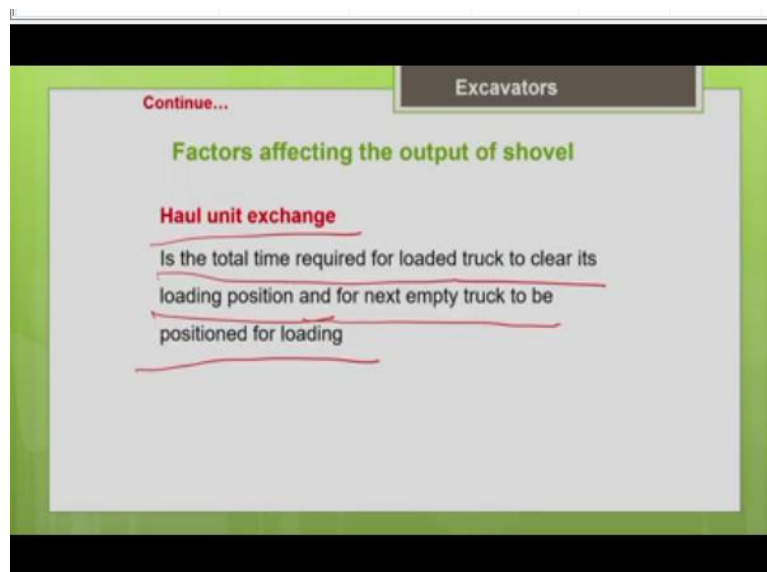 Excavators
Continue...
Factors affecting the output of shovel
Haul unit exchange
Is the total time required for loaded truck to clear its
loading position and for next empty truck to be
positioned for loading